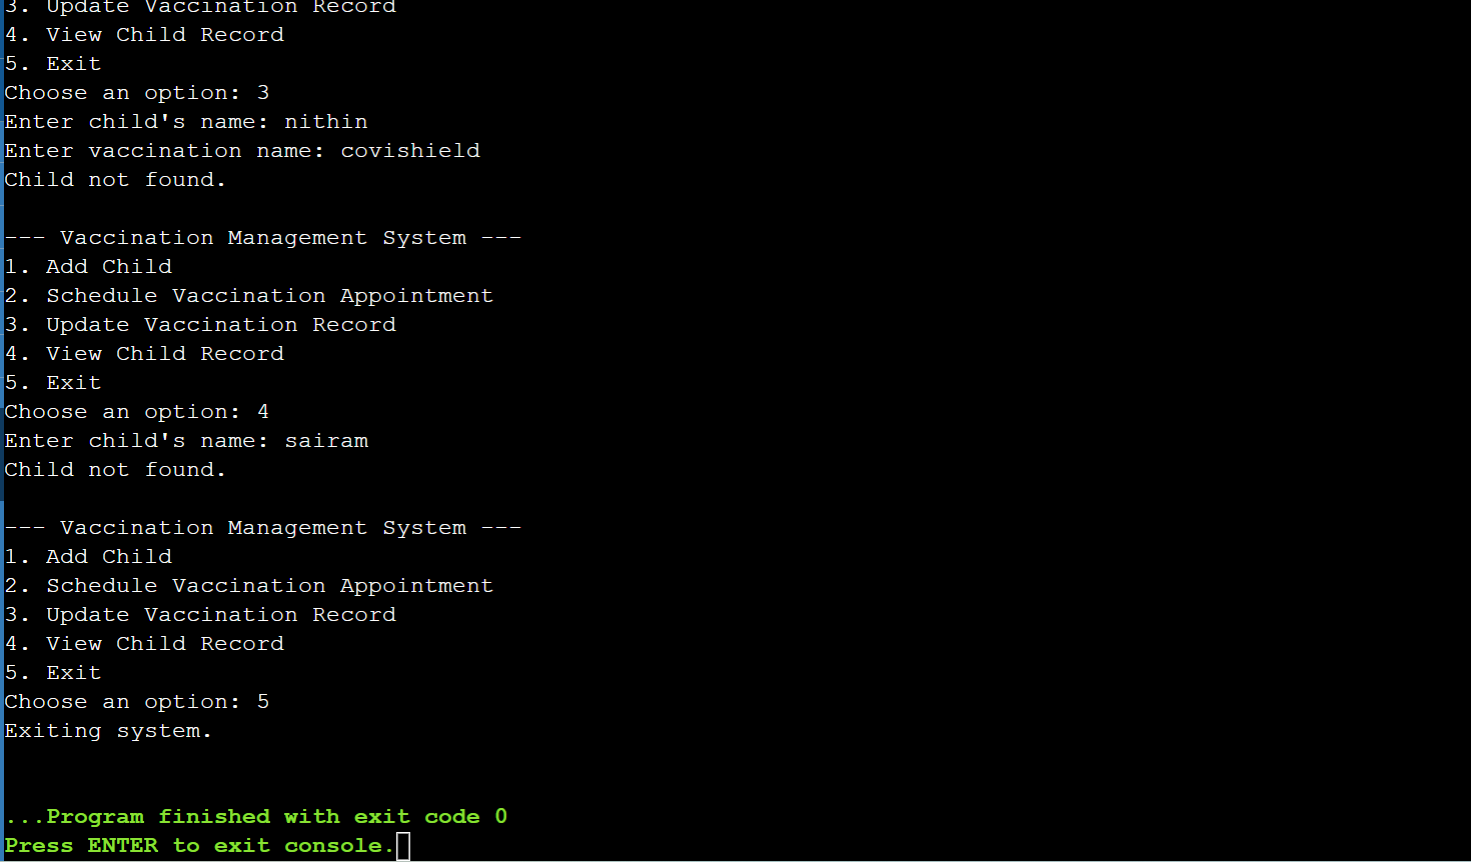 3. Update Vaccination Record
4. View Child Record
5. Exit
Choose an option: 3
Enter child's name: nithin
Enter vaccination name: covishield
Child not found.
--- Vaccination Management System ---
1. Add Child
2. Schedule Vaccination Appointment
3. Update Vaccination Record
4. View Child Record
5. Exit
Choose an option: 4
Enter child's name: sairam
Child not found.
--- Vaccination Management System ---
1. Add Child
2. Schedule Vaccination Appointment
3. Update Vaccination Record
4. View Child Record
5. Exit
Choose an option: 5
Exiting system.
...Program finished with exit code 0
Press ENTER to exit console.